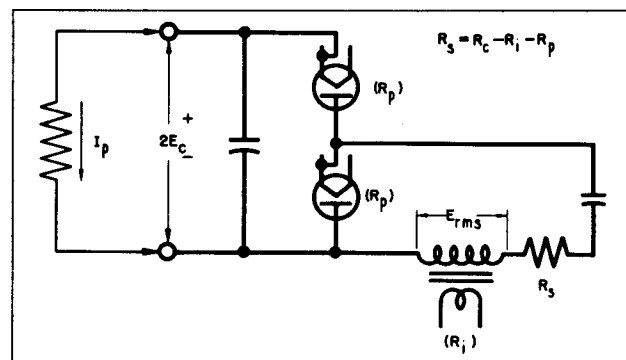 R_s = R_c – R_i – R_p
(R_p)
I_p
+
2E_c
–
(R_p)
E_rms
R_s
(R_i)